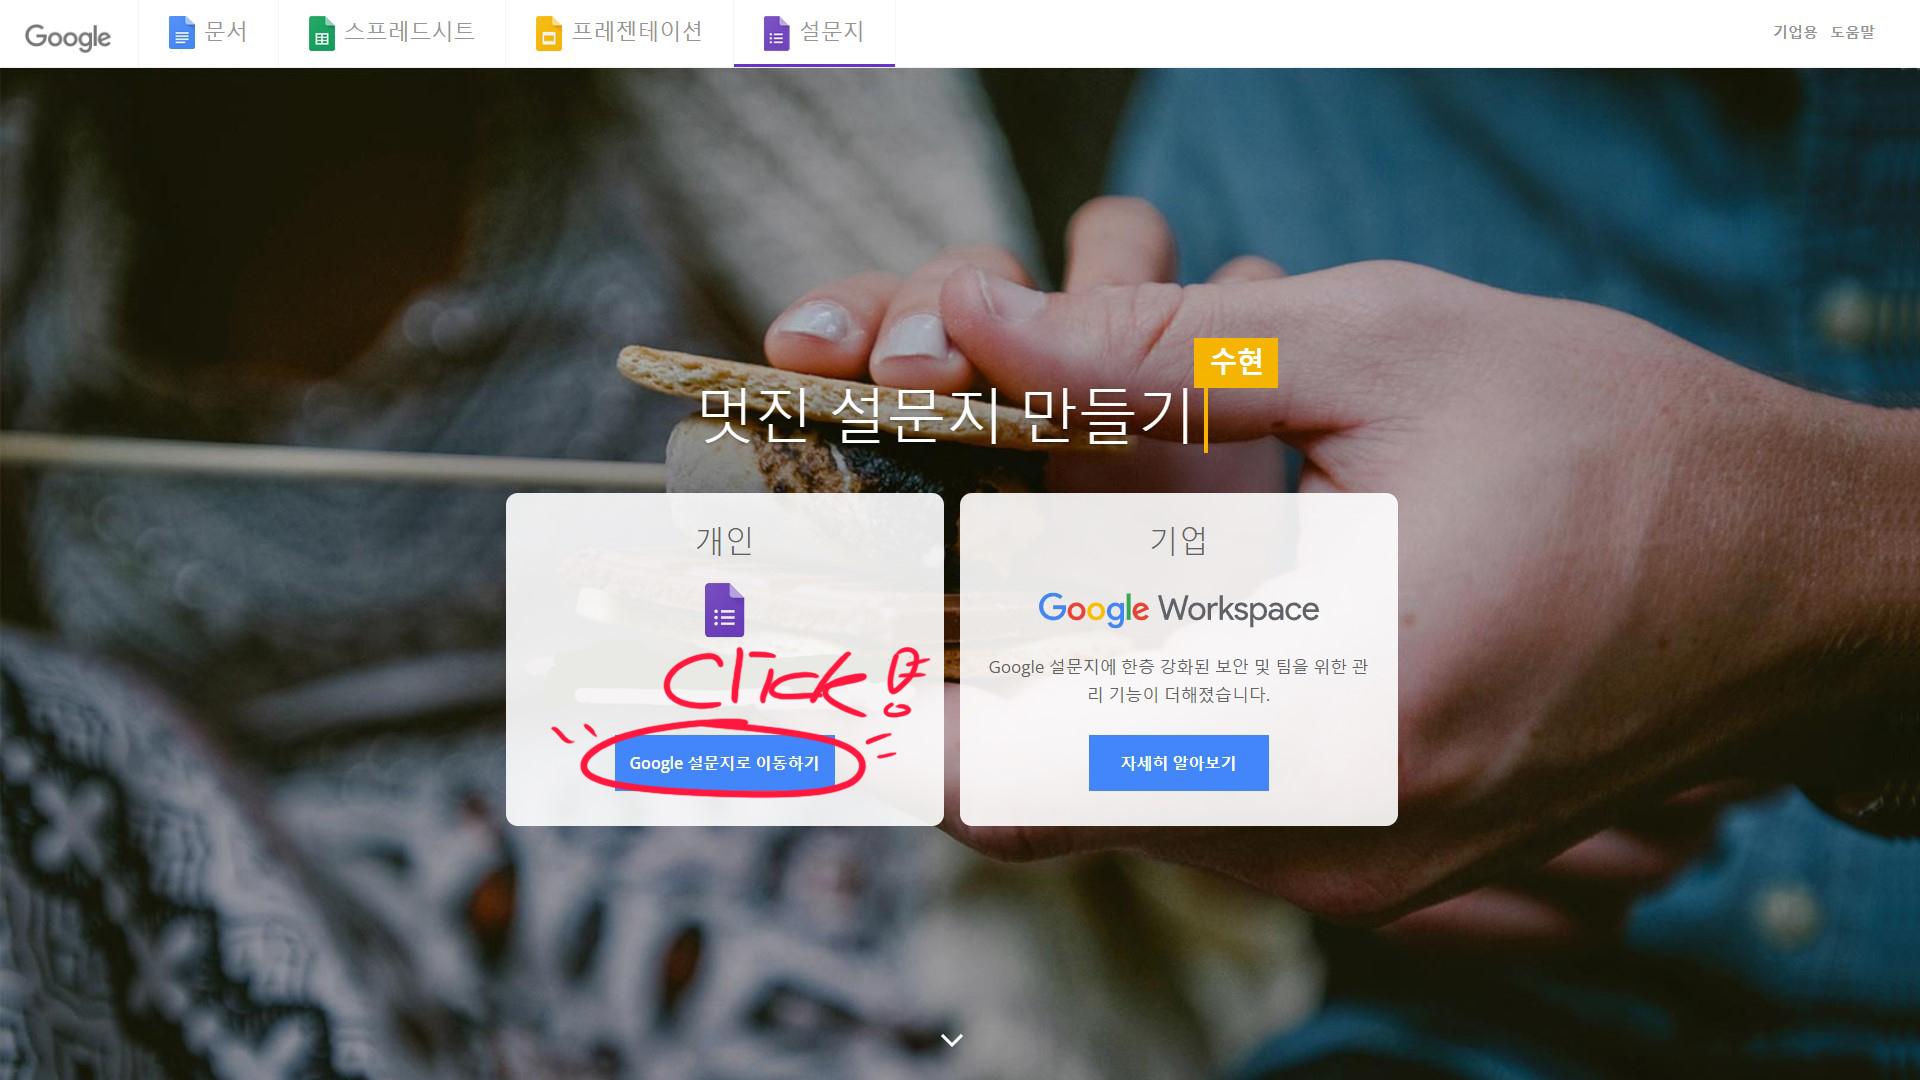 Google 문서 스프레드시트 프레젠테이션 설문지 기업용 도움말
수현
멋진 설문지 만들기
개인
기업
Google Workspace
Click!
Google 설문지에 한층 강화된 보안 및 팀을 위한 관
리 기능이 더해졌습니다.
Google 설문지로 이동하기
자세히 알아보기